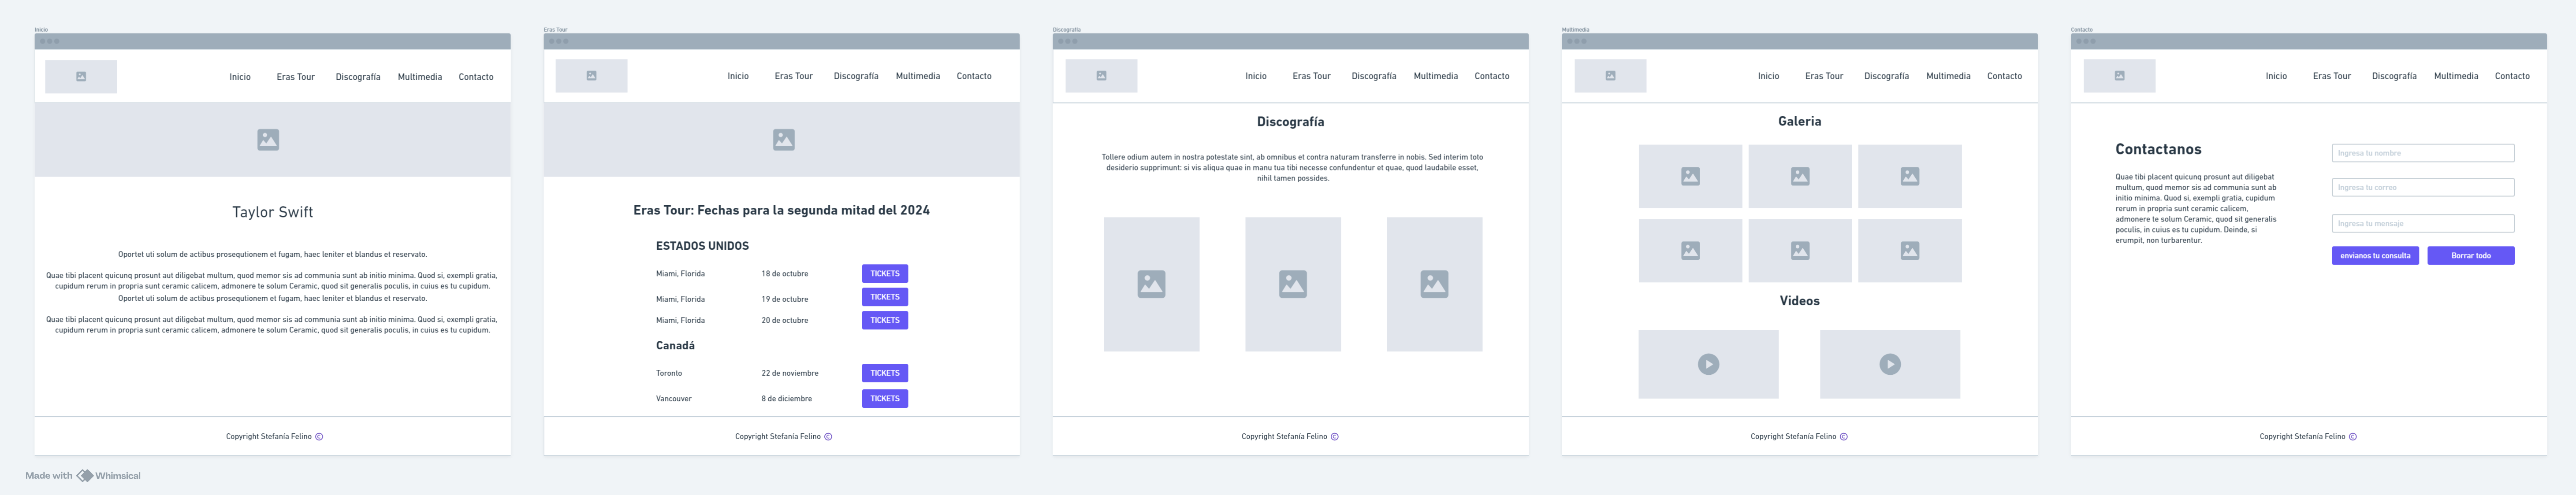 Inicio
Inicio Eras Tour Discografía Multimedia Contacto
Taylor Swift
Oportet uti solum de actibus prosequtionem et fugam, haec leniter et blandus et reservato.
Quae tibi placent quicunq prosunt aut diligebat multum, quod memor sis ad communia sunt ab initio minima. Quod si, exempli gratia,
cupidum rerum in propria sunt ceramic calicem, admonere te solum Ceramic, quod sit generalis poculis, in cuius es tu cupidum.
Oportet uti solum de actibus prosequtionem et fugam, haec leniter et blandus et reservato.
Quae tibi placent quicunq prosunt aut diligebat multum, quod memor sis ad communia sunt ab initio minima. Quod si, exempli gratia,
cupidum rerum in propria sunt ceramic calicem, admonere te solum Ceramic, quod sit generalis poculis, in cuius es tu cupidum.
Copyright Stefanía Felino ©
Eras Tour
Inicio Eras Tour Discografía Multimedia Contacto
Eras Tour: Fechas para la segunda mitad del 2024
ESTADOS UNIDOS
Miami, Florida 18 de octubre TICKETS
Miami, Florida 19 de octubre TICKETS
Miami, Florida 20 de octubre TICKETS
Canadá
Toronto 22 de noviembre TICKETS
Vancouver 8 de diciembre TICKETS
Copyright Stefanía Felino ©
Discografía
Inicio Eras Tour Discografía Multimedia Contacto
Discografía
Tollere odium autem in nostra potestate sint, ab omnibus et contra naturam transferre in nobis. Sed interim toto
desiderio supprimunt: si vis aliqua quae in manu tua tibi necesse confundentur et quae, quod laudabile esset,
nihil tamen possides.
Copyright Stefanía Felino ©
Multimedia
Inicio Eras Tour Discografía Multimedia Contacto
Galeria
Videos
Copyright Stefanía Felino ©
Contacto
Inicio Eras Tour Discografía Multimedia Contacto
Contactanos
Quae tibi placent quicunq prosunt aut diligebat
multum, quod memor sis ad communia sunt ab
initio minima. Quod si, exempli gratia, cupidum
rerum in propria sunt ceramic calicem,
admonere te solum Ceramic, quod sit generalis
poculis, in cuius es tu cupidum. Deinde, si
erumpit, non turbarentur.
Ingresa tu nombre
Ingresa tu correo
Ingresa tu mensaje
envianos tu consulta Borrar todo
Copyright Stefanía Felino ©
Made with Whimsical